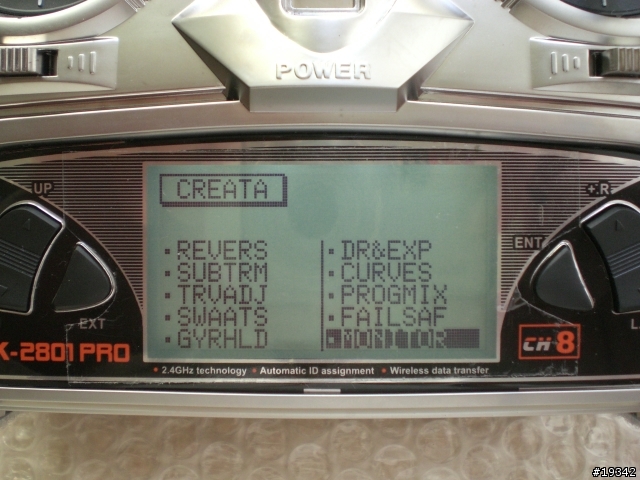 POWER
UP
+.R
CREATA
ENT
REVERS
DR&EXP
SUBTRM
CURVES
TRVADJ
PROGMIX
SWAATS
FAILSAF
GYRHLD
MONITOR
EXT
L
K-2801 PRO
CH 8
2.4GHz technology • Automatic ID assignment • Wireless data transfer
#19342